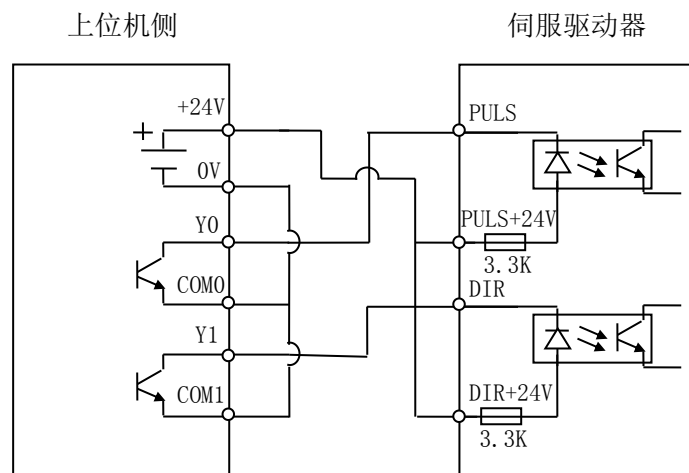 上位机侧
伺服驱动器
+24V
PULS
+
0V
Y0
PULS+24V
3.3K
COM0
DIR
Y1
COM1
DIR+24V
3.3K